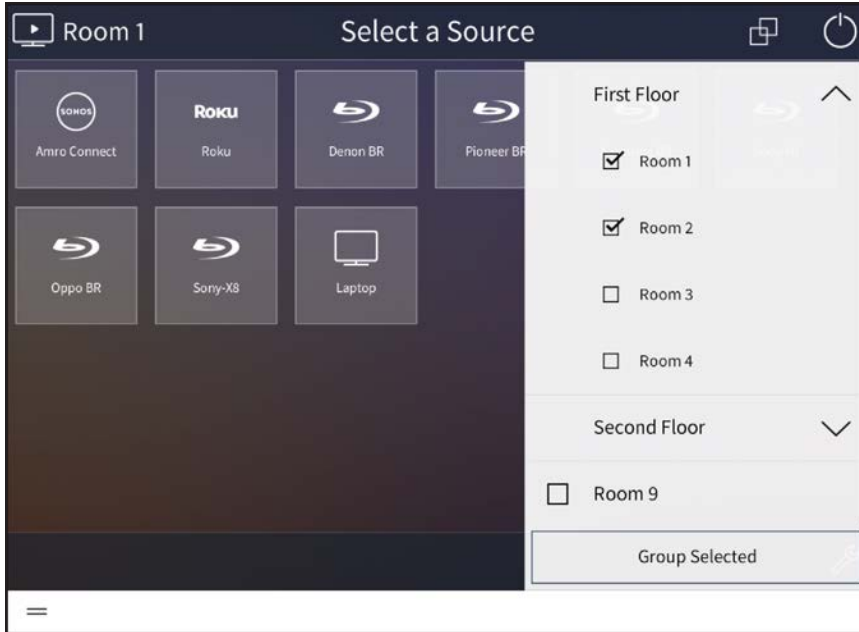 Room 1
Select a Source
SONOS
Amro Connect
ROKU
Roku
Denon BR
Pioneer BR
Oppo BR
Sony-X8
Laptop
First Floor
Room 1
Room 2
Room 3
Room 4
Second Floor
Room 9
Group Selected